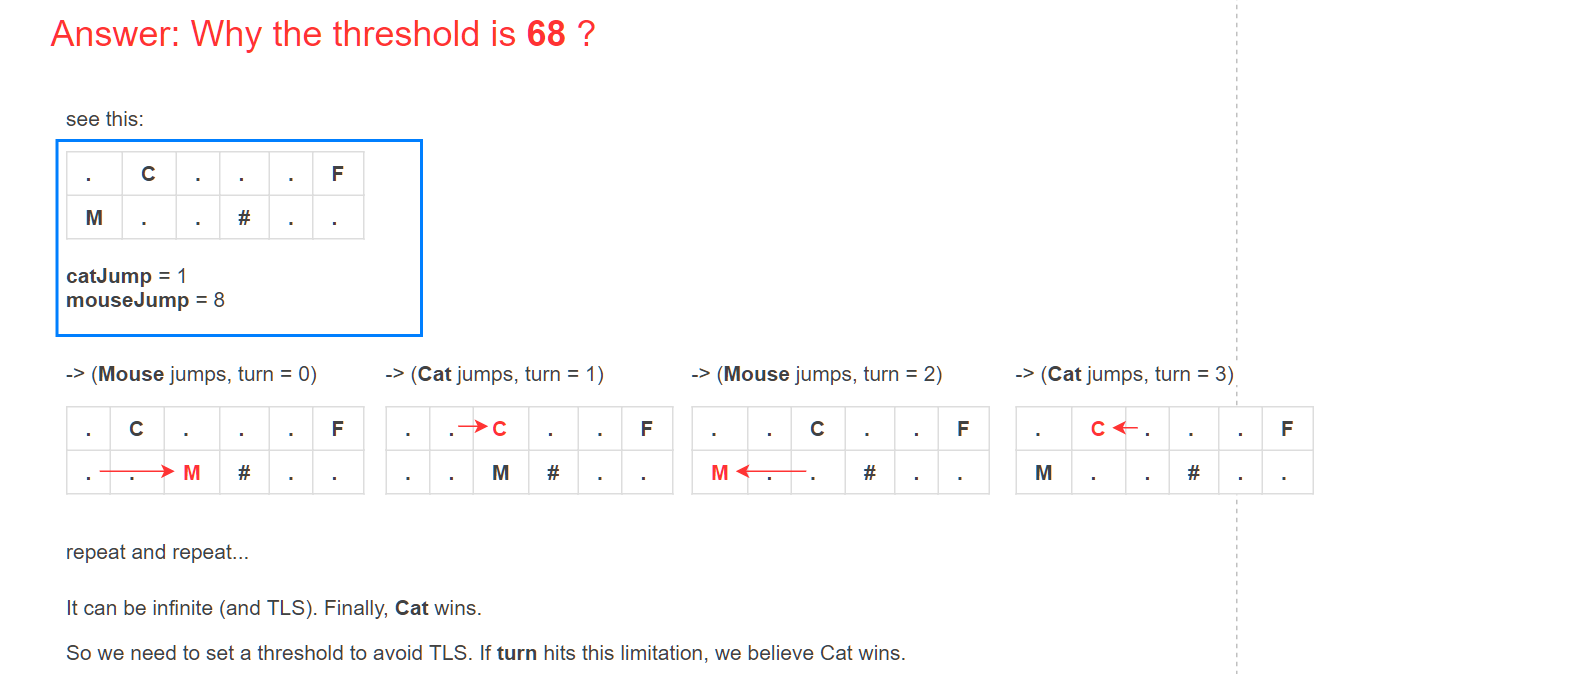 Answer: Why the threshold is 68 ?
see this:
. C . . . F
M . . # . .
catJump = 1
mouseJump = 8
-> (Mouse jumps, turn = 0) -> (Cat jumps, turn = 1) -> (Mouse jumps, turn = 2) -> (Cat jumps, turn = 3)
. C . . . F . . C . . F . . C . . F . C . . . F
. . M # . . . . M # . . M . . # . . M . . # . .
repeat and repeat...
It can be infinite (and TLS). Finally, Cat wins.
So we need to set a threshold to avoid TLS. If turn hits this limitation, we believe Cat wins.